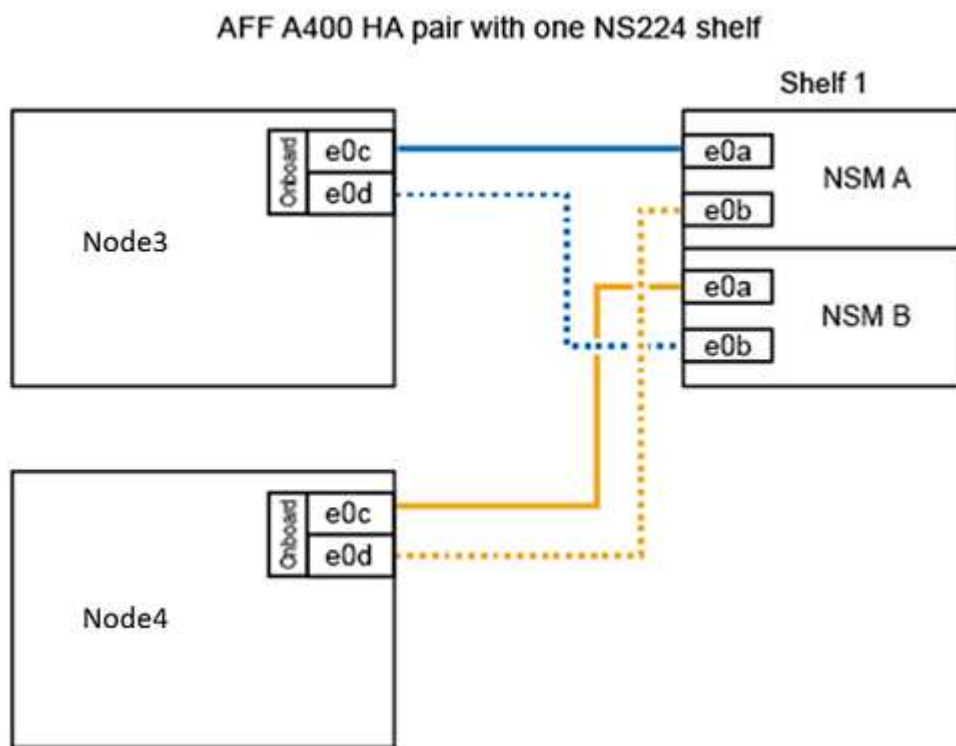 AFF A400 HA pair with one NS224 shelf
Shelf 1
Onboard
e0c
e0d
Node3
e0a
e0b
NSM A
e0a
e0b
NSM B
Onboard
e0c
e0d
Node4